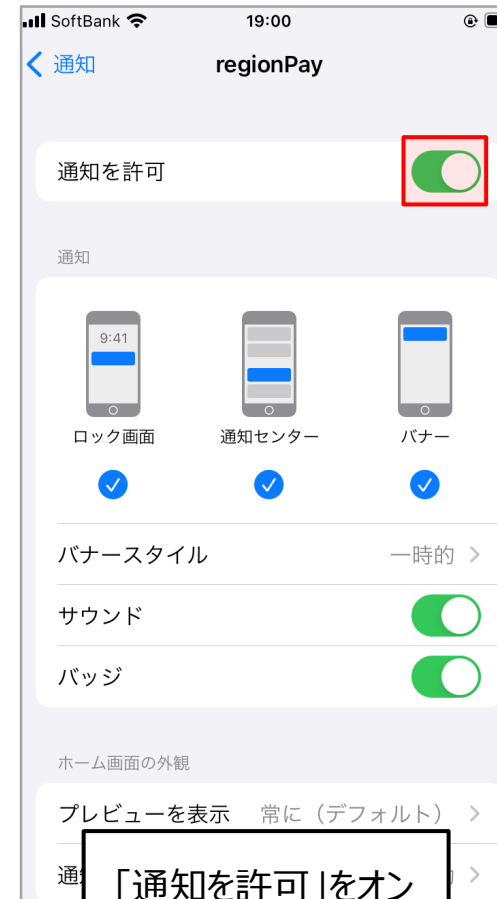 SoftBank 19:00
通知 regionPay
通知を許可
通知
9:41
ロック画面 通知センター バナー
バナースタイル 一時的
サウンド
バッジ
ホーム画面の外観
プレビューを表示 常に（デフォルト）
通
「通知を許可」をオン